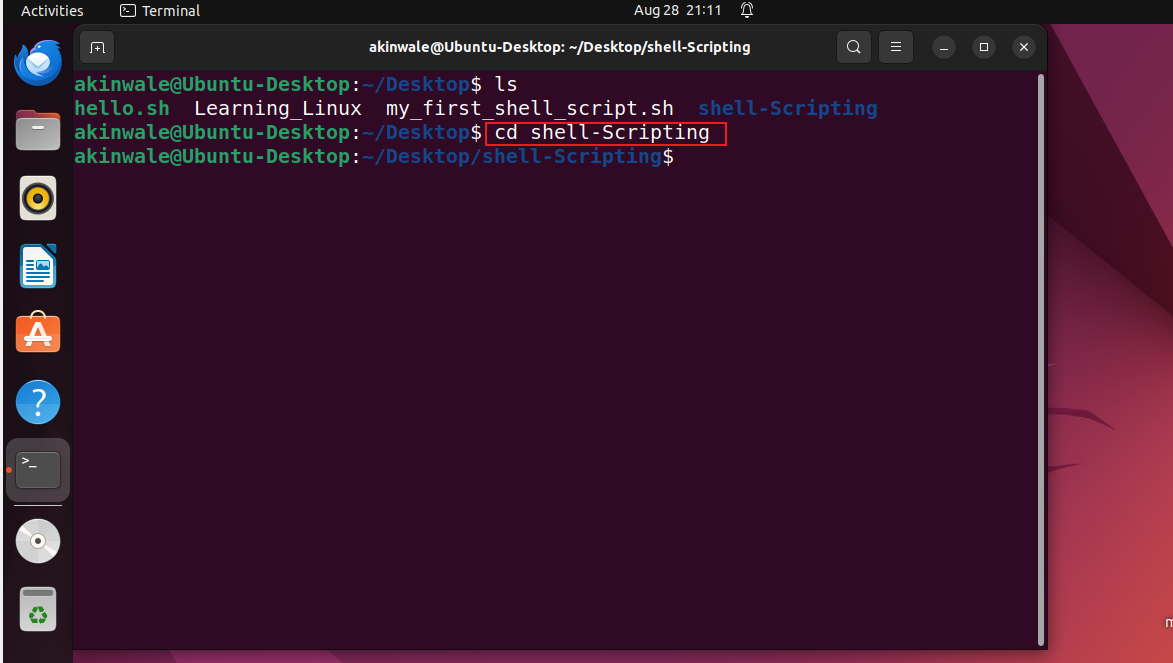 Activities Terminal Aug 28 21:11
akinwale@Ubuntu-Desktop: ~/Desktop/shell-Scripting
akinwale@Ubuntu-Desktop:~/Desktop$ ls
hello.sh Learning_Linux my_first_shell_script.sh shell-Scripting
akinwale@Ubuntu-Desktop:~/Desktop$ cd shell-Scripting
akinwale@Ubuntu-Desktop:~/Desktop/shell-Scripting$